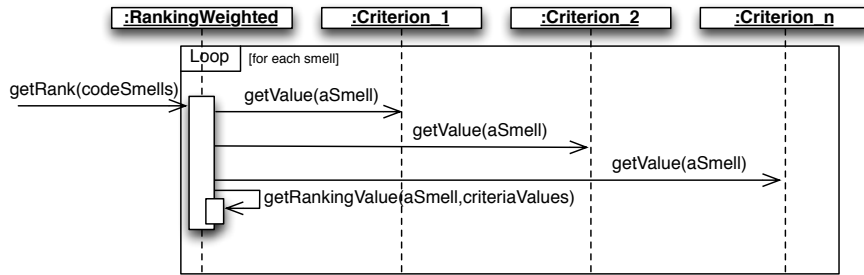 :RankingWeighted
:Criterion_1
:Criterion_2
:Criterion_n
Loop
[for each smell]
getRank(codeSmells)
getValue(aSmell)
getValue(aSmell)
getValue(aSmell)
getRankingValue(aSmell,criteriaValues)